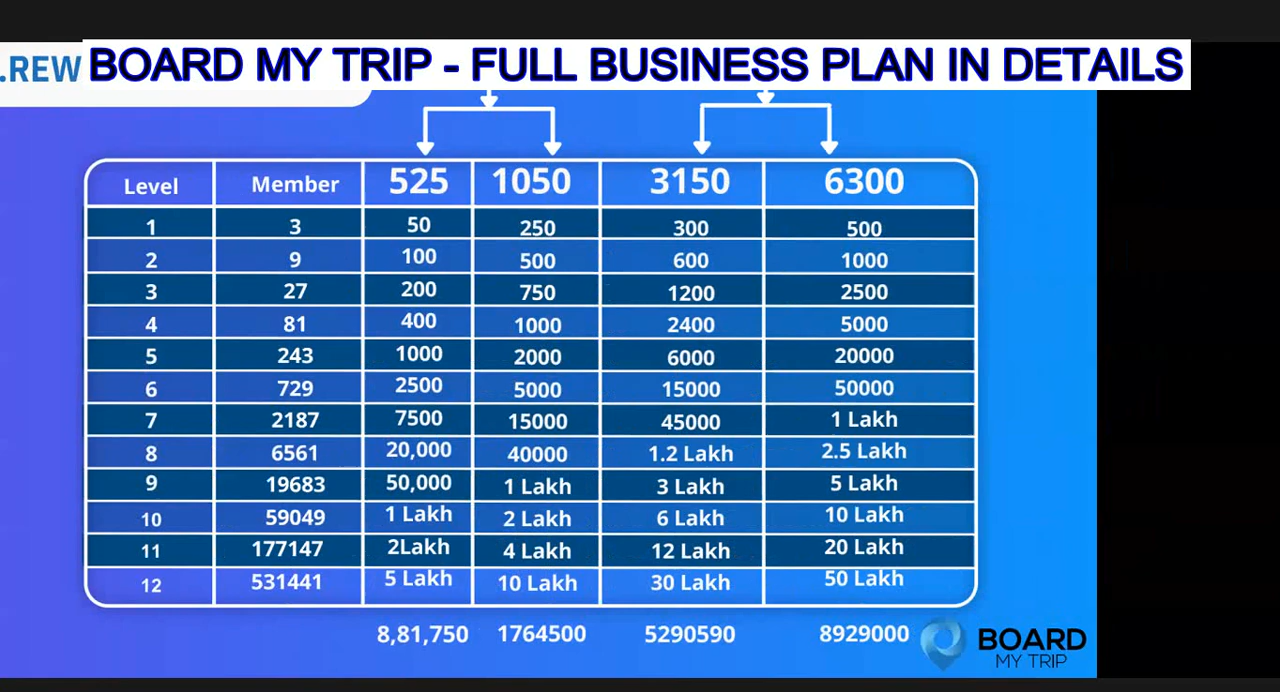 .REW BOARD MY TRIP - FULL BUSINESS PLAN IN DETAILS
Level Member 525 1050 3150 6300
1 3 50 250 300 500
2 9 100 500 600 1000
3 27 200 750 1200 2500
4 81 400 1000 2400 5000
5 243 1000 2000 6000 20000
6 729 2500 5000 15000 50000
7 2187 7500 15000 45000 1 Lakh
8 6561 20,000 40000 1.2 Lakh 2.5 Lakh
9 19683 50,000 1 Lakh 3 Lakh 5 Lakh
10 59049 1 Lakh 2 Lakh 6 Lakh 10 Lakh
11 177147 2Lakh 4 Lakh 12 Lakh 20 Lakh
12 531441 5 Lakh 10 Lakh 30 Lakh 50 Lakh
8,81,750 1764500 5290590 8929000
BOARD
MY TRIP